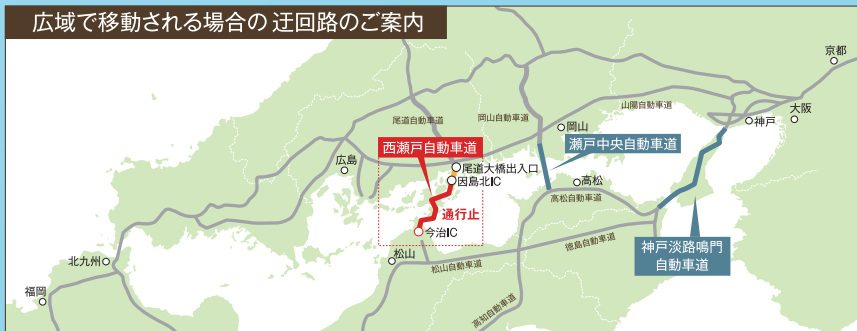 広域で移動される場合の迂回路のご案内
京都
尾道自動車道
岡山自動車道
山陽自動車道
大阪
神戸
岡山
西瀬戸自動車道
瀬戸中央自動車道
広島
尾道大橋出入口
因島北IC
高松
高松自動車道
通行止
今治IC
松山
松山自動車道
徳島自動車道
神戸淡路鳴門
自動車道
北九州
福岡
高知自動車道